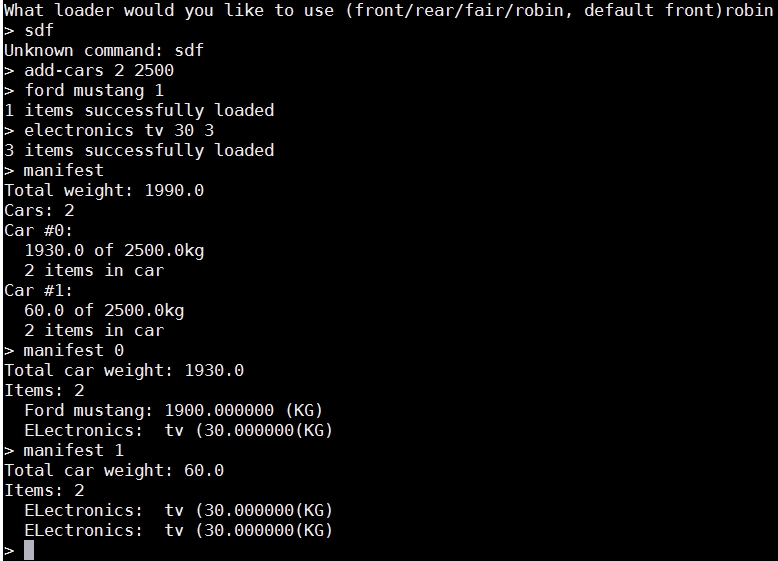 What loader would you like to use (front/rear/fair/robin, default front)robin
> sdf
Unknown command: sdf
> add-cars 2 2500
> ford mustang 1
1 items successfully loaded
> electronics tv 30 3
3 items successfully loaded
> manifest
Total weight: 1990.0
Cars: 2
Car #0:
  1930.0 of 2500.0kg
  2 items in car
Car #1:
  60.0 of 2500.0kg
  2 items in car
> manifest 0
Total car weight: 1930.0
Items: 2
  Ford mustang: 1900.000000 (KG)
  ELectronics:  tv (30.000000(KG)
> manifest 1
Total car weight: 60.0
Items: 2
  ELectronics:  tv (30.000000(KG)
  ELectronics:  tv (30.000000(KG)
>